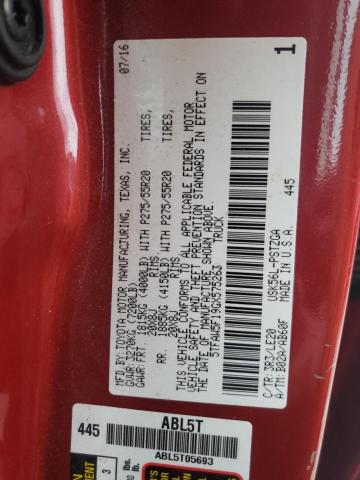 MFD. BY: TOYOTA MOTOR MANUFACTURING, TEXAS, INC. 07/16
GVWR: 3270KG(7200LB)
GAWR: FRT. 1815KG(4000LB) WITH P275/55R20 TIRES,
20X8J RIMS
RR. 1885KG(4150LB) WITH P275/55R20 TIRES,
20X8J RIMS
THIS VEHICLE CONFORMS TO ALL APPLICABLE FEDERAL MOTOR
VEHICLE SAFETY AND THEFT PREVENTION STANDARDS IN EFFECT ON
THE DATE OF MANUFACTURE SHOWN ABOVE.
5TFAW5F19GX575263 TRUCK
1
445
USK56L-PSTZGA
C/TR: 3R3/LE20
A/TM: B02A/AB60F
MADE IN U.S.A.
445
ABL5T
ABL5T05693
3
lbs.